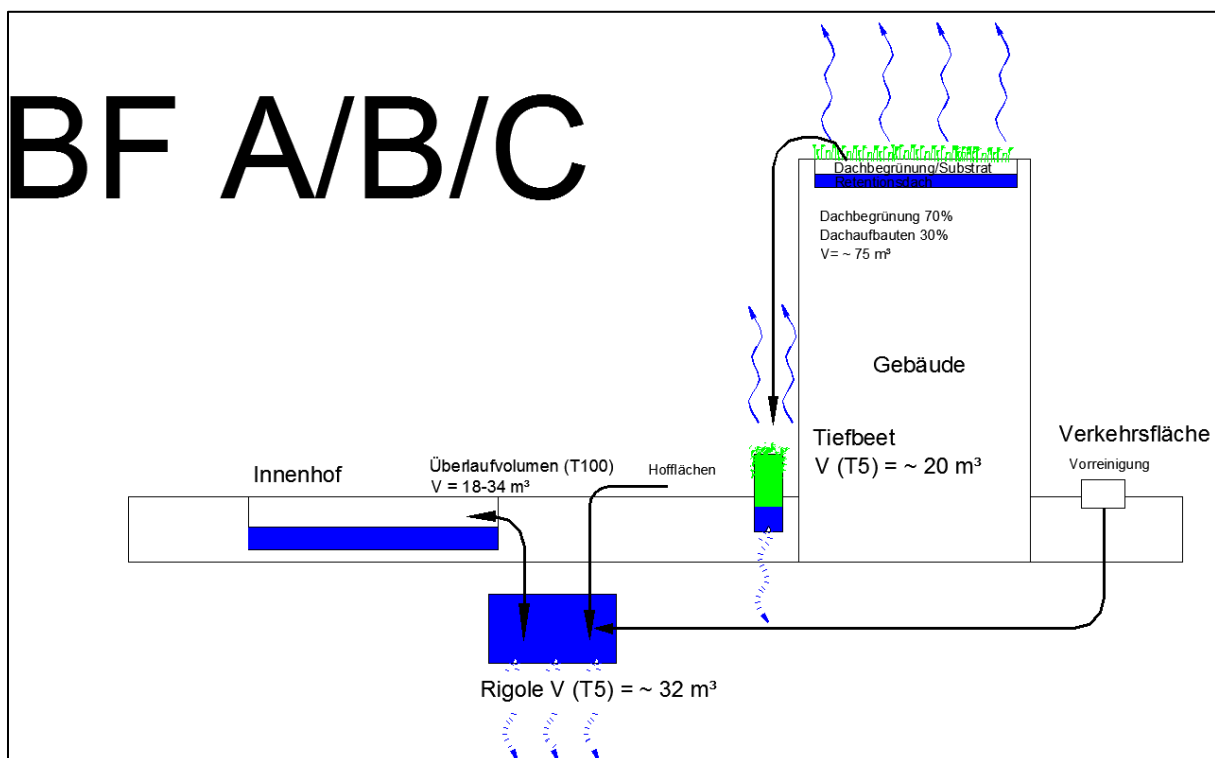 BF A/B/C
Dachbegrünung/Substrat
Retentionsdach
Dachbegrünung 70%
Dachaufbauten 30%
V= ~ 75 m³
Gebäude
Tiefbeet
V (T5) = ~ 20 m³
Verkehrsfläche
Vorreinigung
Innenhof
Überlaufvolumen (T100)
V = 18-34 m³
Hofflächen
Rigole V (T5) = ~ 32 m³